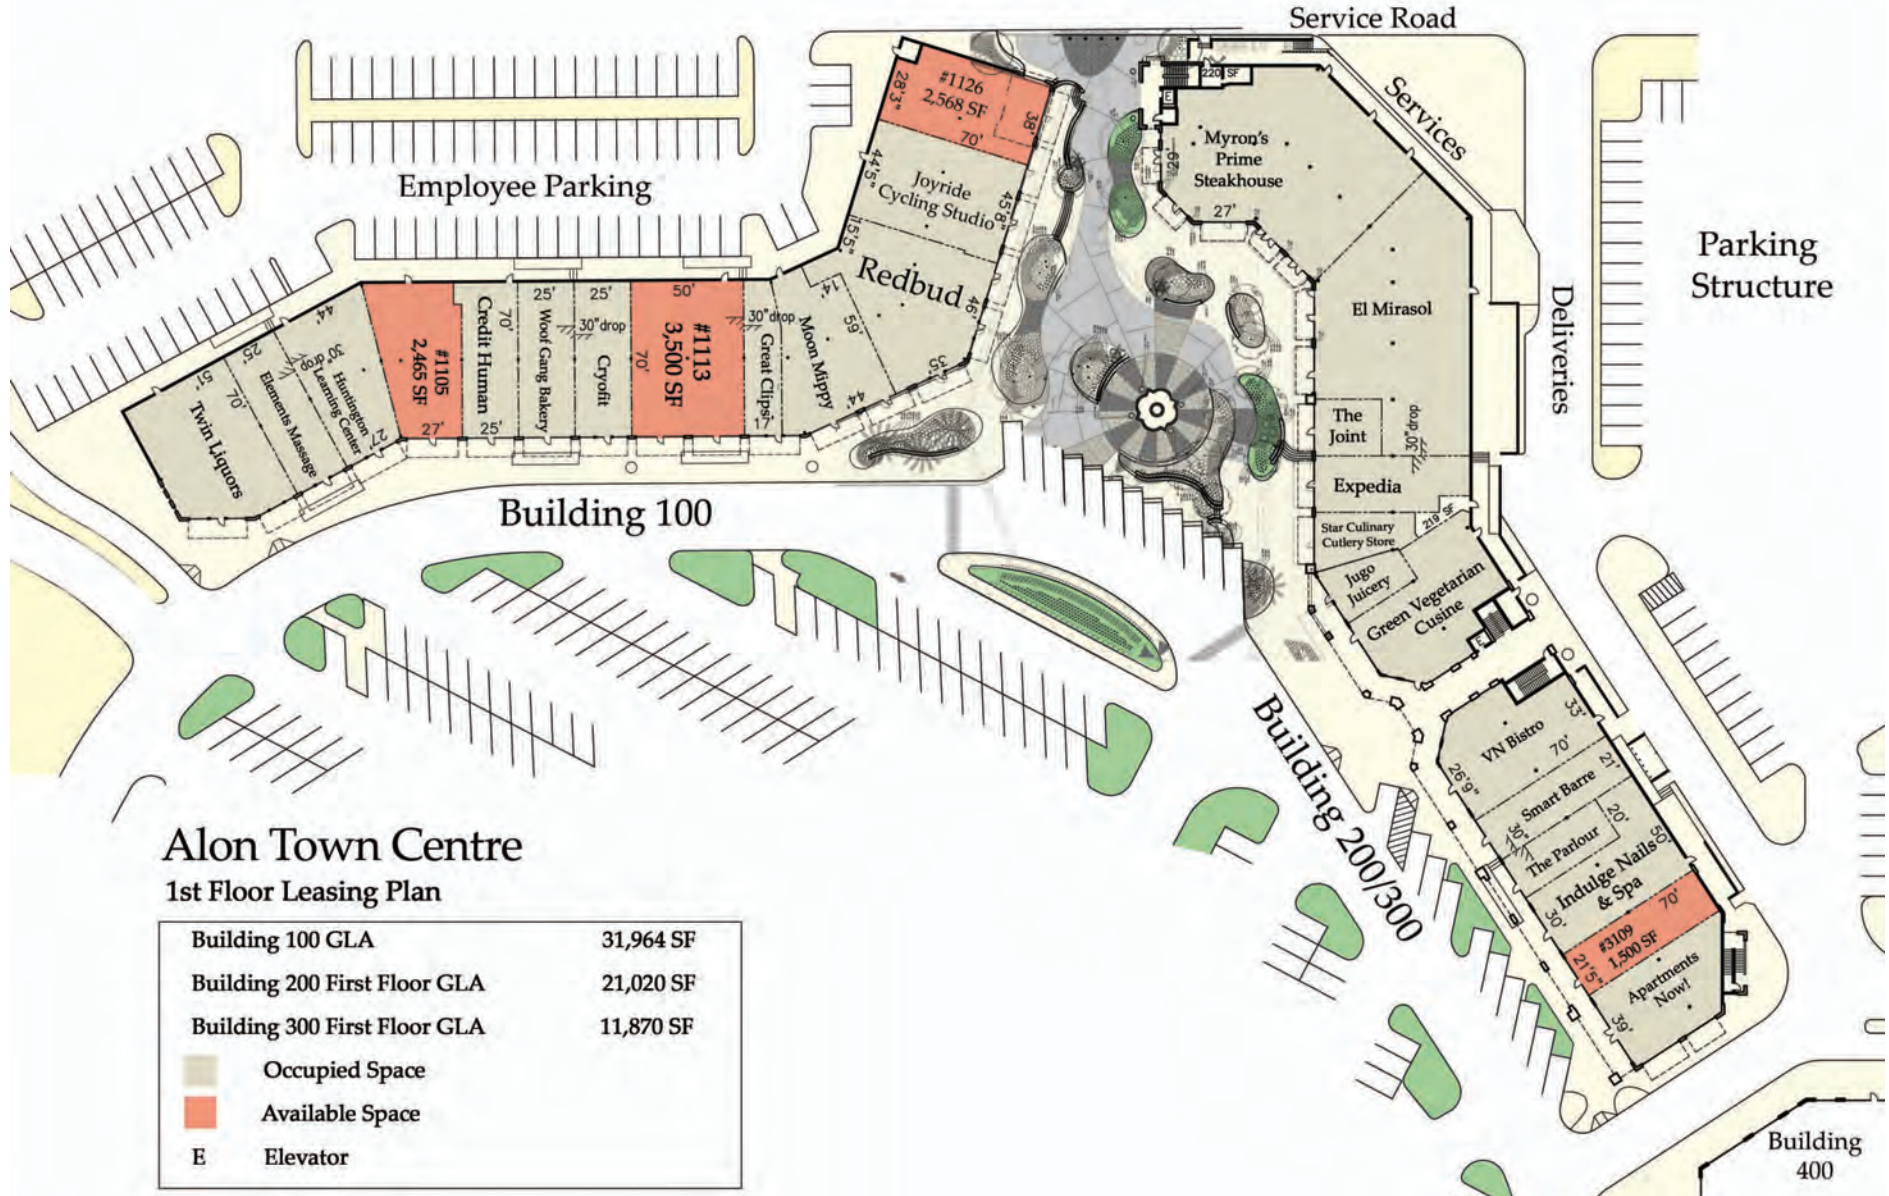 Service Road
Services
Deliveries
Parking
Structure
Employee Parking
#1126
2,568 SF
28'3"
38'
70'
Joyride
Cycling Studio
44'5"
45'8"
15'5"
Redbud
46'
14'
59'
35'
Moon Mippy
44'
30"drop
Great Clips
17'
50'
#1113
3,500 SF
70'
25'
30"drop
Cryofit
25'
Woof Gang Bakery
70'
Credit Human
25'
#1105
2,465 SF
27'
44'
30"drop
Huntington
Learning Center
27'
25'
Elements Massage
70'
51'
Twin Liquors
Building 100
220 SF
E
Myron's
Prime
Steakhouse
29'
27'
El Mirasol
The
Joint
30"drop
Expedia
Star Culinary
Cutlery Store
219 SF
Jugo
Juicery
Green Vegetarian
Cusine
E
Building 200/300
VN Bistro
33'
70'
26'9"
21'
Smart Barre
30"
20'
The Parlour
50'
Indulge Nails
& Spa
30'
70'
#3109
1,500 SF
21'5"
Apartments
Now!
39'
Building
400
Alon Town Centre
1st Floor Leasing Plan
Building 100 GLA 31,964 SF
Building 200 First Floor GLA 21,020 SF
Building 300 First Floor GLA 11,870 SF
Occupied Space
Available Space
E Elevator